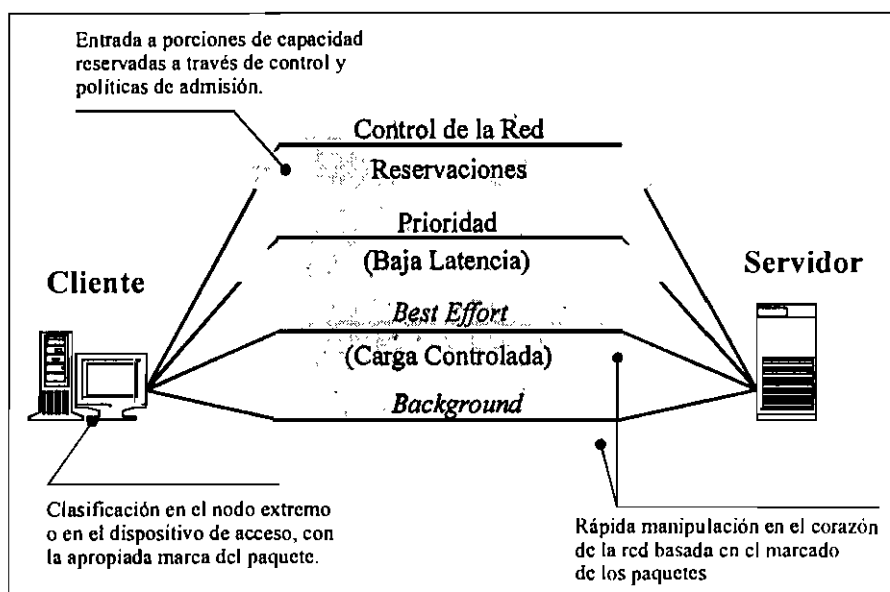 Entrada a porciones de capacidad
reservadas a través de control y
políticas de admisión.
Control de la Red
Reservaciones
Prioridad
(Baja Latencia)
Cliente
Servidor
Best Effort
(Carga Controlada)
Background
Clasificación en el nodo extremo
o en el dispositivo de acceso, con
la apropiada marca del paquete.
Rápida manipulación en el corazón
de la red basada en el marcado
de los paquetes